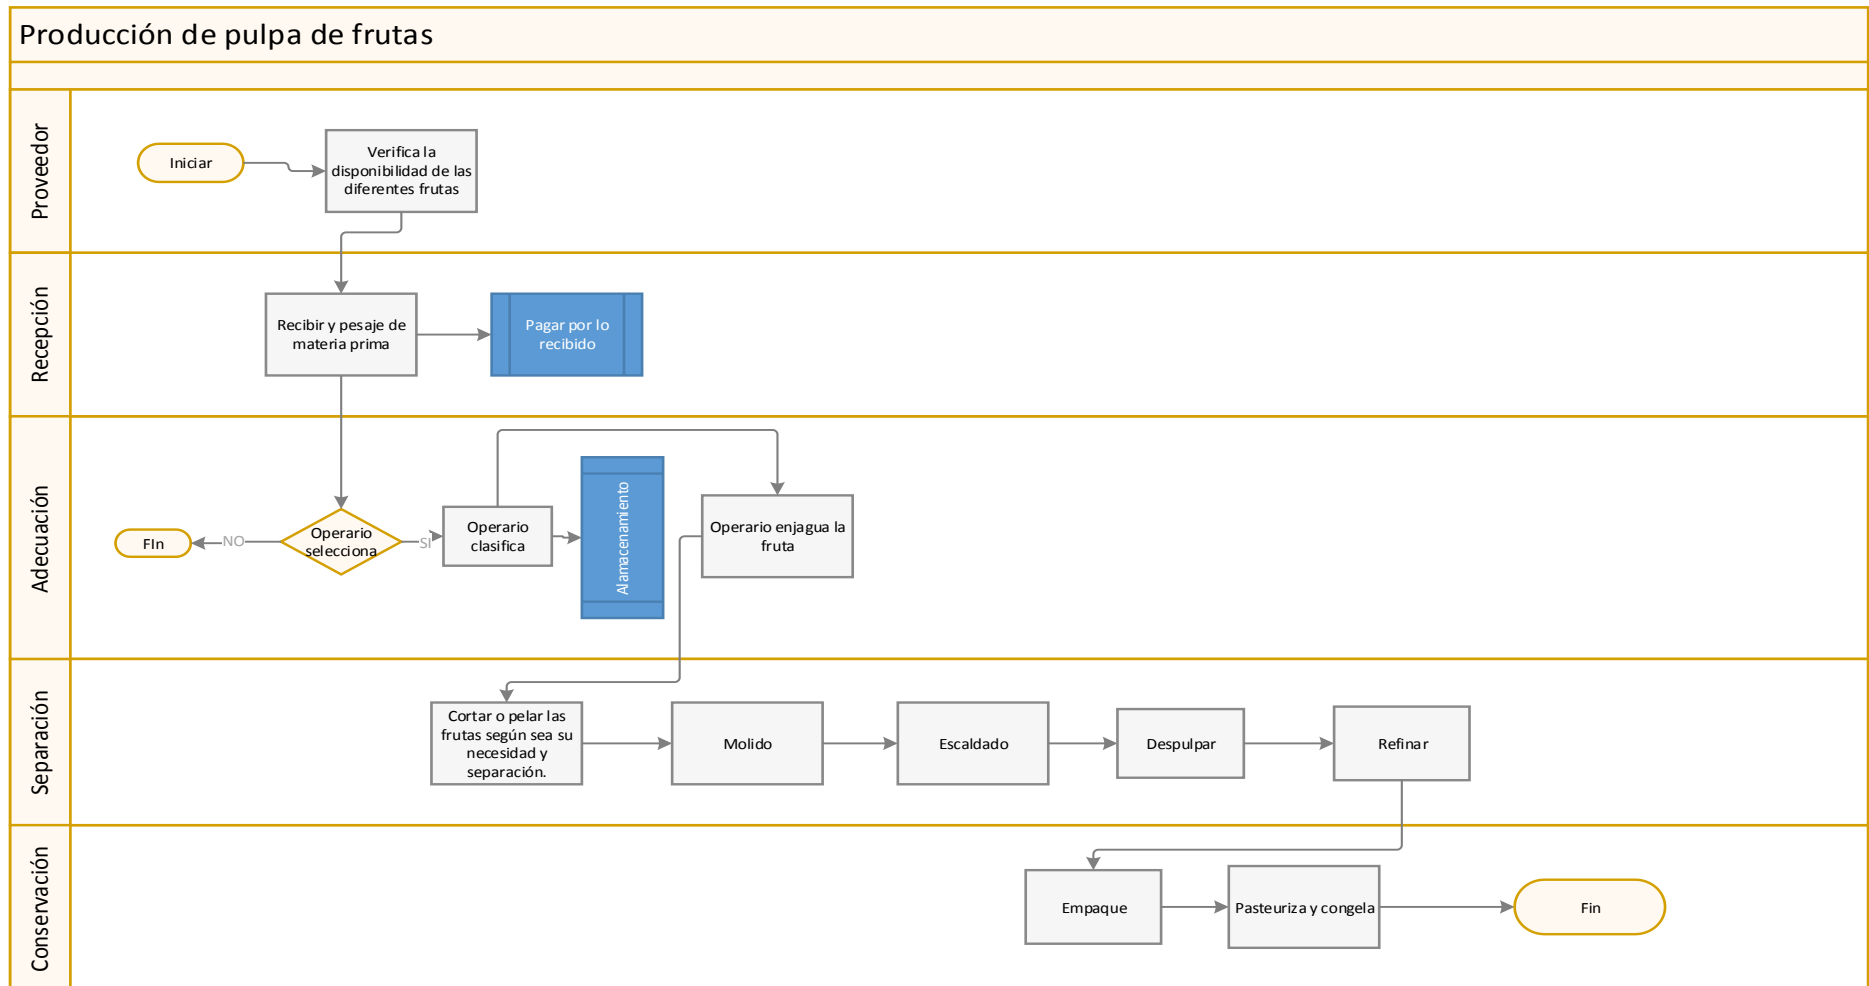 Producción de pulpa de frutas
Proveedor
Iniciar
Verifica la
disponibilidad de las
diferentes frutas
Recepción
Recibir y pesaje de
materia prima
Pagar por lo
recibido
Adecuación
FIn
NO
Operario
selecciona
SI
Operario
clasifica
Alamacenamiento
Operario enjagua la
fruta
Separación
Cortar o pelar las
frutas según sea su
necesidad y
separación.
Molido
Escaldado
Despulpar
Refinar
Conservación
Empaque
Pasteuriza y congela
Fin